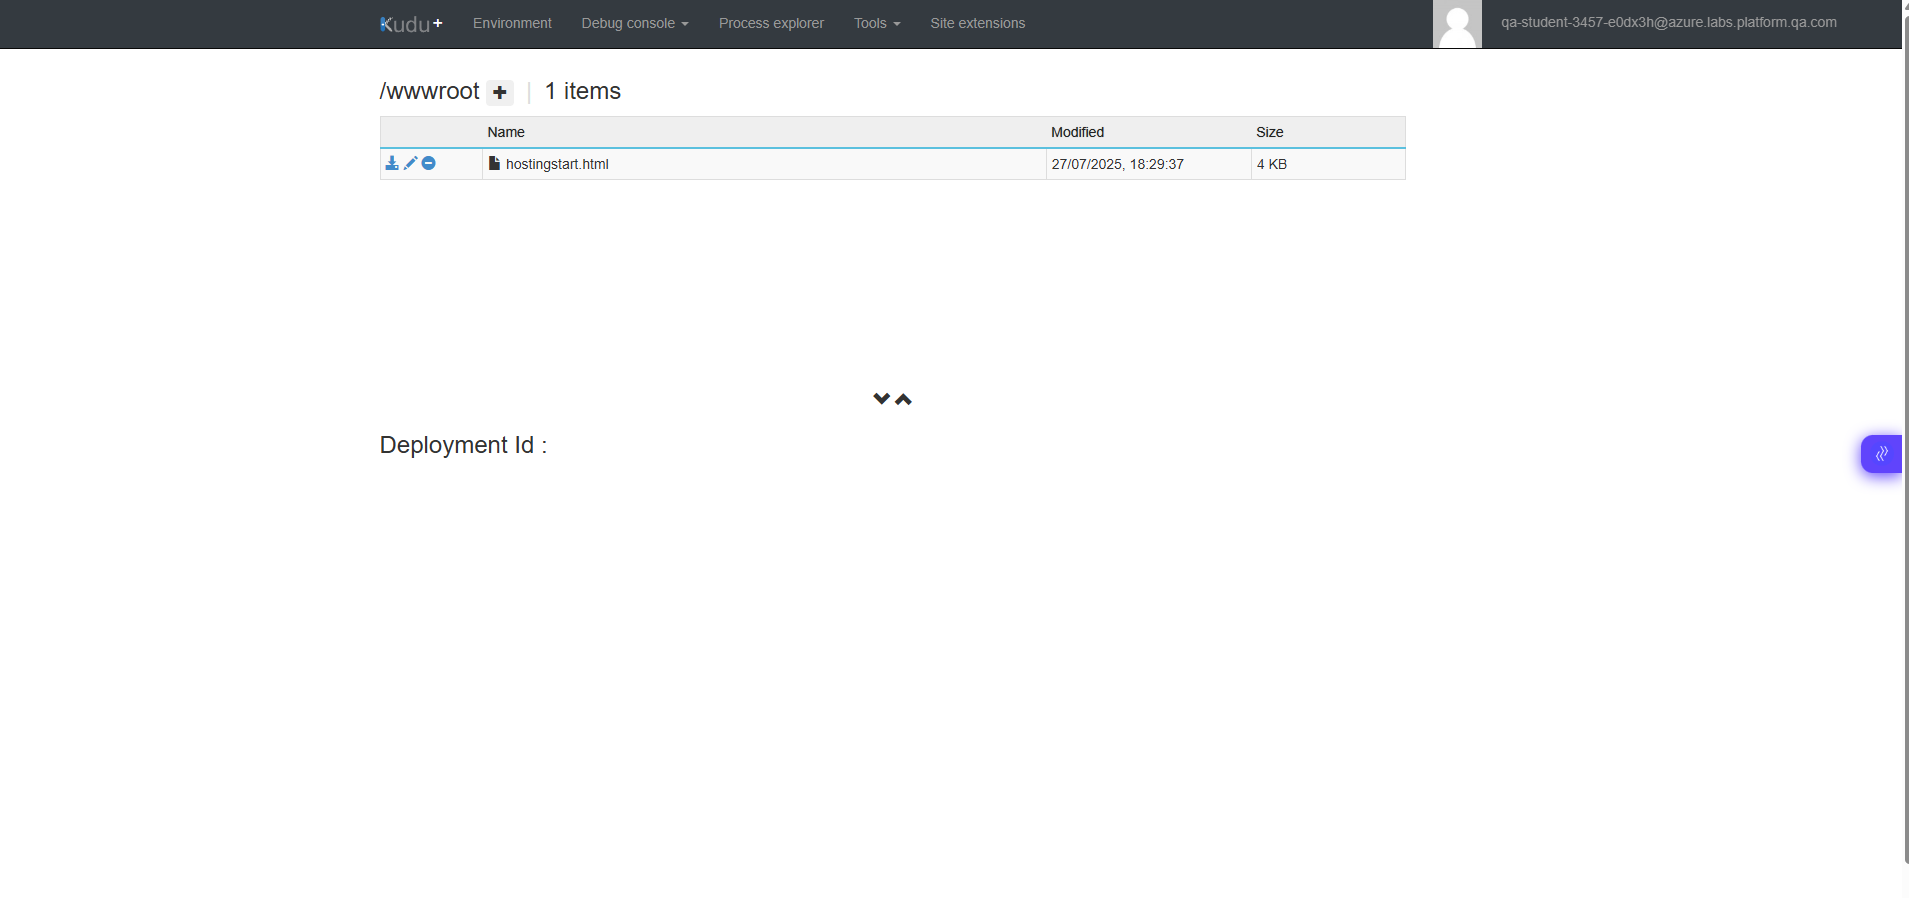 Kudu+ Environment Debug console Process explorer Tools Site extensions qa-student-3457-e0dx3h@azure.labs.platform.qa.com
/wwwroot + | 1 items
Name Modified Size
hostingstart.html 27/07/2025, 18:29:37 4 KB
Deployment Id :